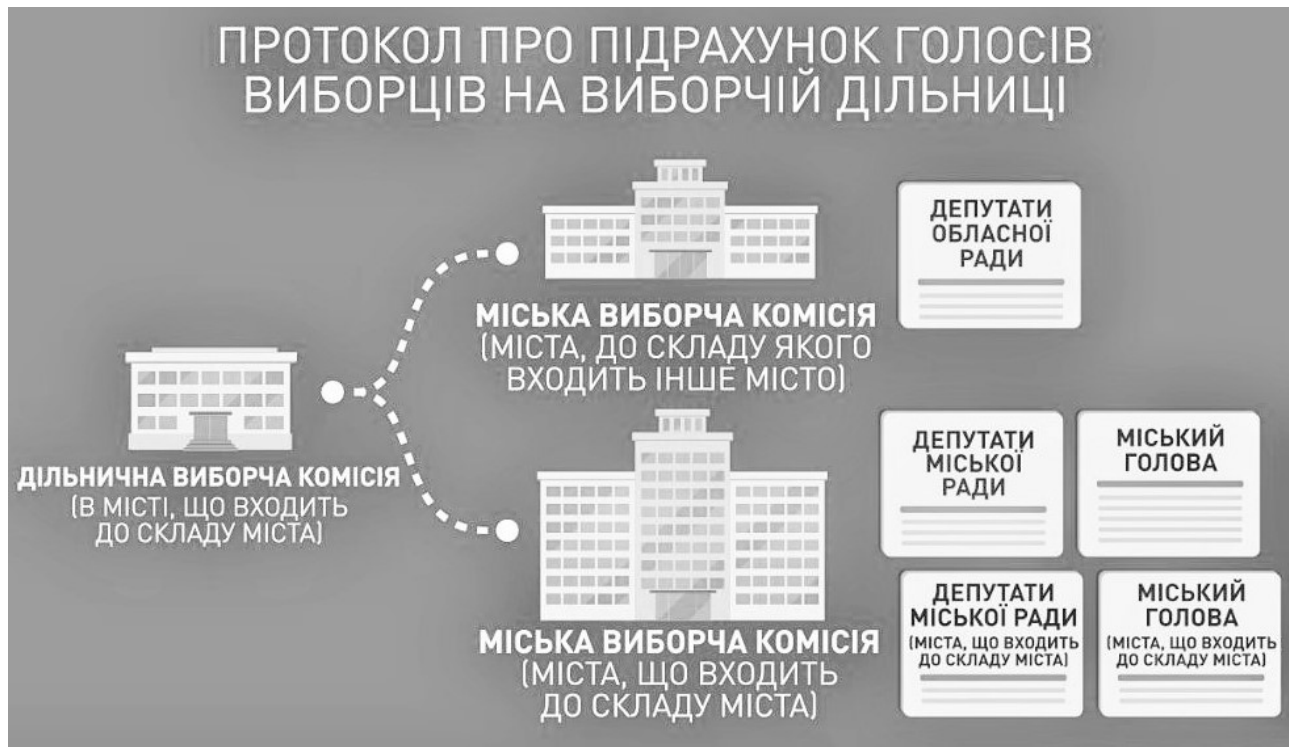 ПРОТОКОЛ ПРО ПІДРАХУНОК ГОЛОСІВ
ВИБОРЦІВ НА ВИБОРЧІЙ ДІЛЬНИЦІ
ДІЛЬНИЧНА ВИБОРЧА КОМІСІЯ
(В МІСТІ, ЩО ВХОДИТЬ
ДО СКЛАДУ МІСТА)
МІСЬКА ВИБОРЧА КОМІСІЯ
(МІСТА, ДО СКЛАДУ ЯКОГО
ВХОДИТЬ ІНШЕ МІСТО)
ДЕПУТАТИ
ОБЛАСНОЇ
РАДИ
МІСЬКА ВИБОРЧА КОМІСІЯ
(МІСТА, ЩО ВХОДИТЬ
ДО СКЛАДУ МІСТА)
ДЕПУТАТИ
МІСЬКОЇ
РАДИ
МІСЬКИЙ
ГОЛОВА
ДЕПУТАТИ
МІСЬКОЇ РАДИ
(МІСТА, ЩО ВХОДИТЬ
ДО СКЛАДУ МІСТА)
МІСЬКИЙ
ГОЛОВА
(МІСТА, ЩО ВХОДИТЬ
ДО СКЛАДУ МІСТА)